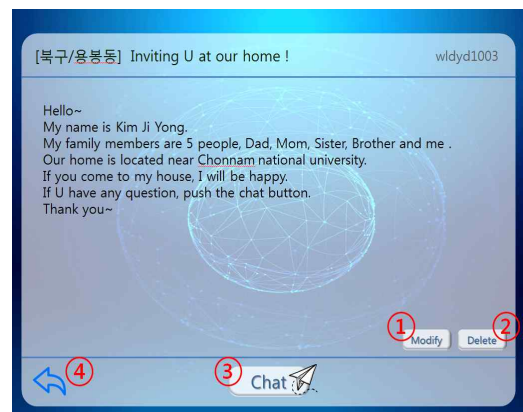 [북구/용봉동] Inviting U at our home !
wldyd1003
Hello~
My name is Kim Ji Yong.
My family members are 5 people, Dad, Mom, Sister, Brother and me .
Our home is located near Chonnam national university.
If you come to my house, I will be happy.
If U have any question, push the chat button.
Thank you~
① ②
Modify Delete
④ ③
Chat